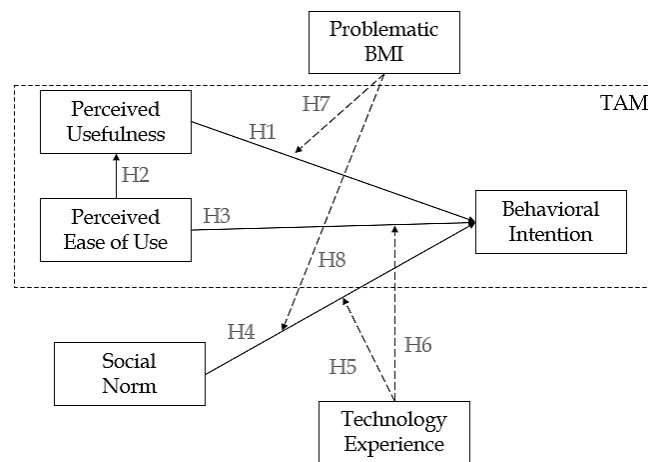 Problematic
BMI
H7
TAM
Perceived
Usefulness
H1
H2
Perceived
Ease of Use
H3
Behavioral
Intention
H8
H4
H6
H5
Social
Norm
Technology
Experience